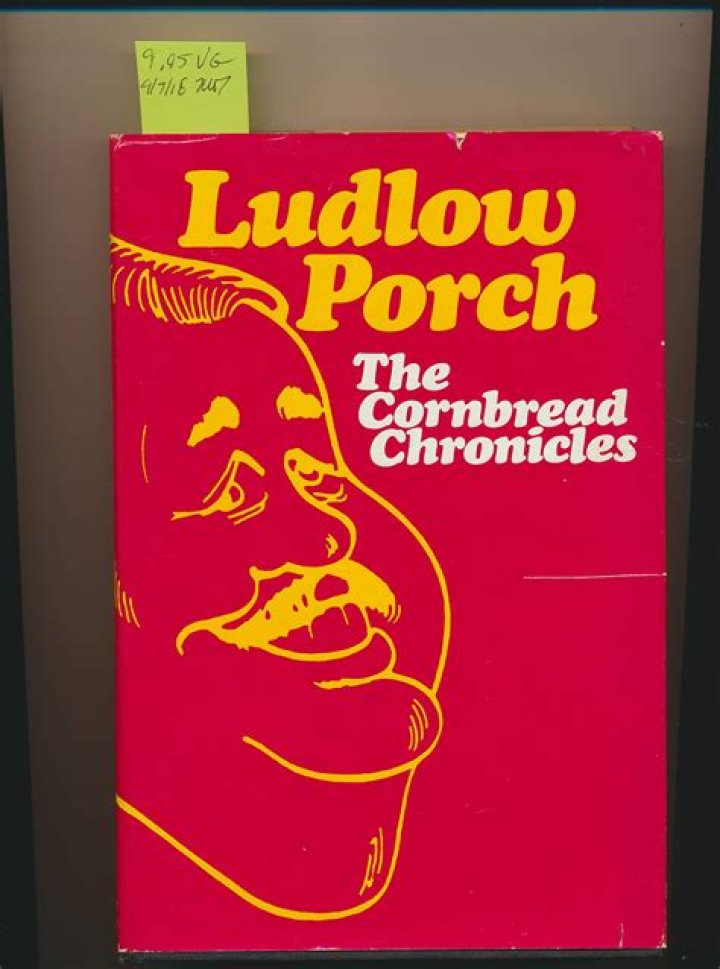 9.95 VG
Ludlow
Porch
The
Cornbread
Chronicles